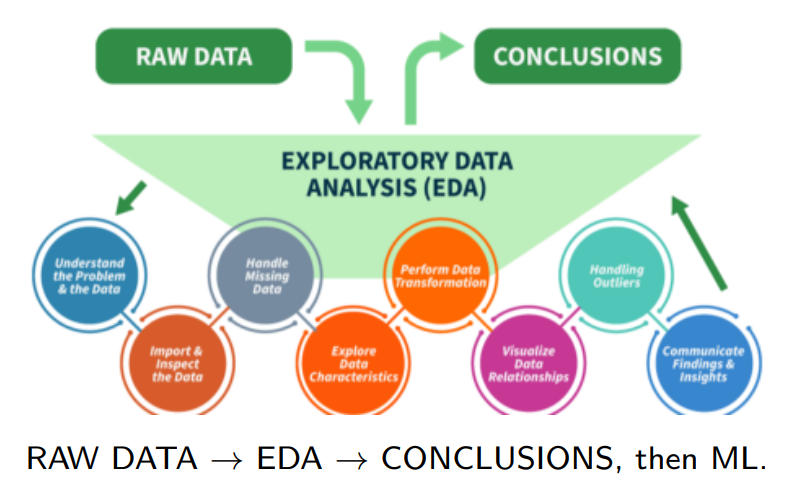 RAW DATA
CONCLUSIONS
EXPLORATORY DATA
ANALYSIS (EDA)
Understand
the Problem
& the Data
Import &
Inspect
the Data
Handle
Missing
Data
Explore
Data
Characteristics
Perform Data
Transformation
Visualize
Data
Relationships
Handling
Outliers
Communicate
Findings &
Insights
RAW DATA → EDA → CONCLUSIONS, then ML.